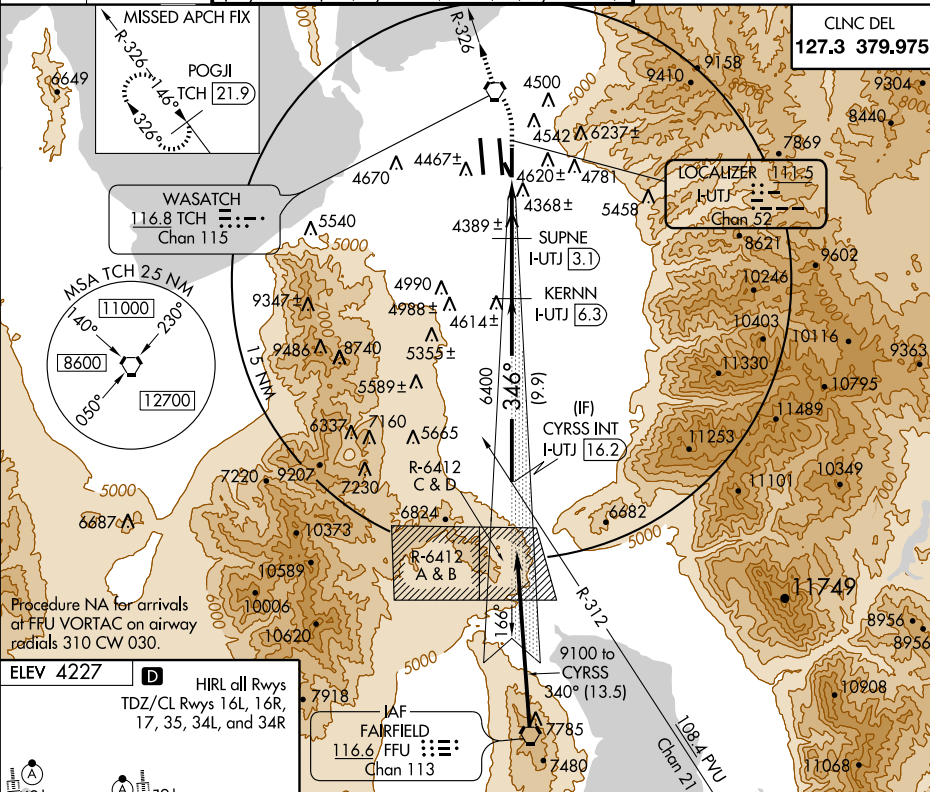 MISSED APCH FIX
R-326
146°
326°
POGJI
TCH 21.9
6649
R-326
CLNC DEL
127.3 379.975
9158
9410
9304
8440
6000
7869
4500
4542
6237±
4670
4467±
4620±
4781
4368±
5458
LOCALIZER 111.5
I-UTJ
Chan 52
WASATCH
116.8 TCH
Chan 115
5540
5000
4389±
SUPNE
I-UTJ 3.1
8621
9602
MSA TCH 25 NM
11000
140°
230°
8600
050°
12700
9347±
4990
4988±
4614±
KERNN
I-UTJ 6.3
10246
10403
10116
9363
9486
8740
5355±
11330
15 NM
5589±
6400
346°
(9.9)
10795
11489
(IF)
CYRSS INT
I-UTJ 16.2
6337
7160
5665
11253
7220
9207
7230
R-6412
C & D
11101
10349
5000
6687
6824
6682
5000
10373
R-6412
A & B
10589
10006
10620
11749
Procedure NA for arrivals
at FFU VORTAC on airway
radials 310 CW 030.
166°
R-312
8956
8956
5000
9100 to
CYRSS
340° (13.5)
ELEV 4227
D
HIRL all Rwys
TDZ/CL Rwys 16L, 16R,
17, 35, 34L, and 34R
7918
10908
IAF
FAIRFIELD
116.6 FFU
Chan 113
7785
7480
108.4 PVU
Chan 21
11068
A
A